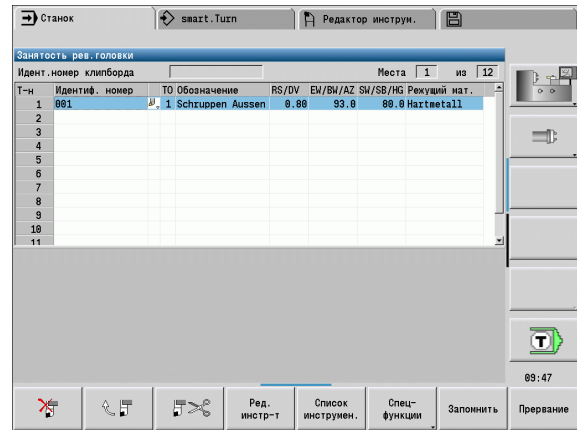 Станок smart.Turn Редактор инструм.
Занятость рев.головки
Идент.номер клипборда Места 1 из 12
Т-н Идентиф. номер ТО Обозначение RS/DV EW/BW/AZ SW/SB/HG Режущий мат.
1 001 1 Schruppen Aussen 0.80 93.0 80.0 Hartmetall
2
3
4
5
6
7
8
9
10
11
T
09:47
Ред. инстр-т Список инструмен. Спец- функции Запомнить Прервание